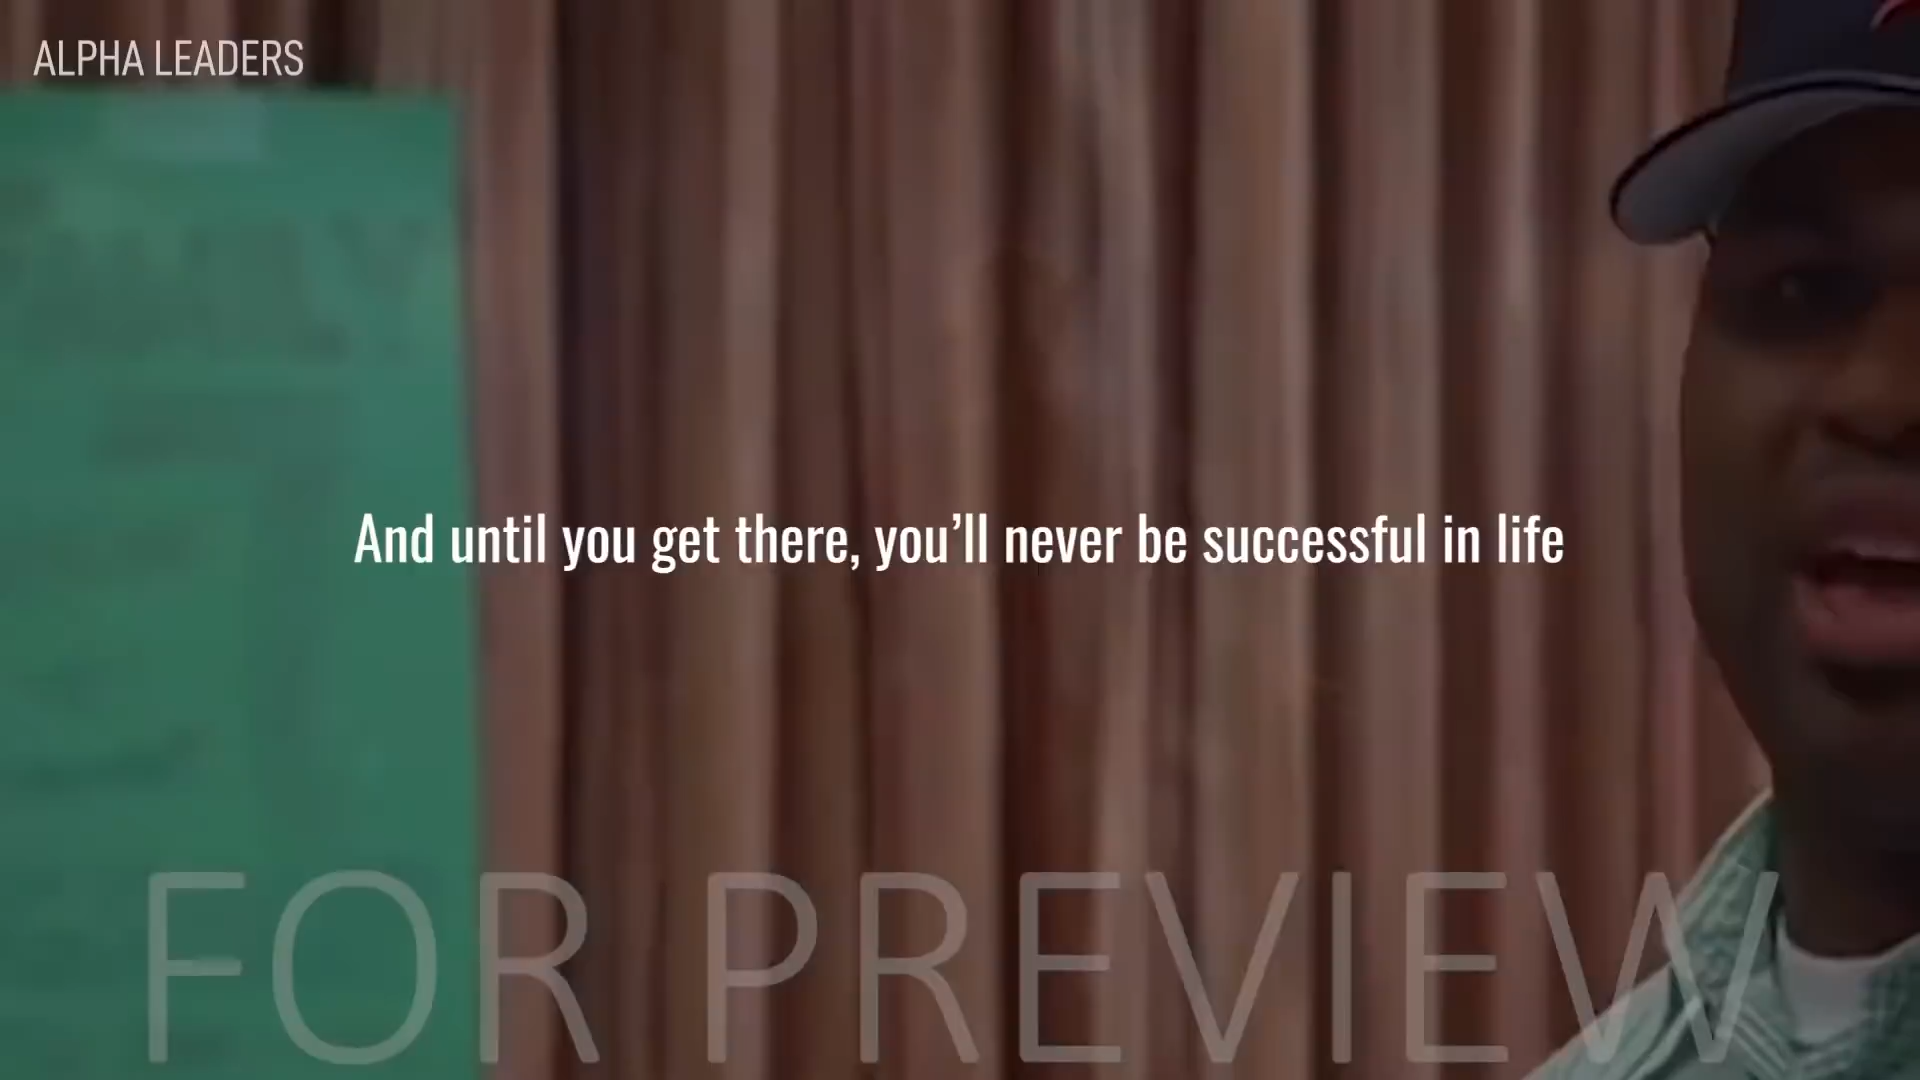 ALPHA LEADERS
And until you get there, you’ll never be successful in life
FOR PREVIEW